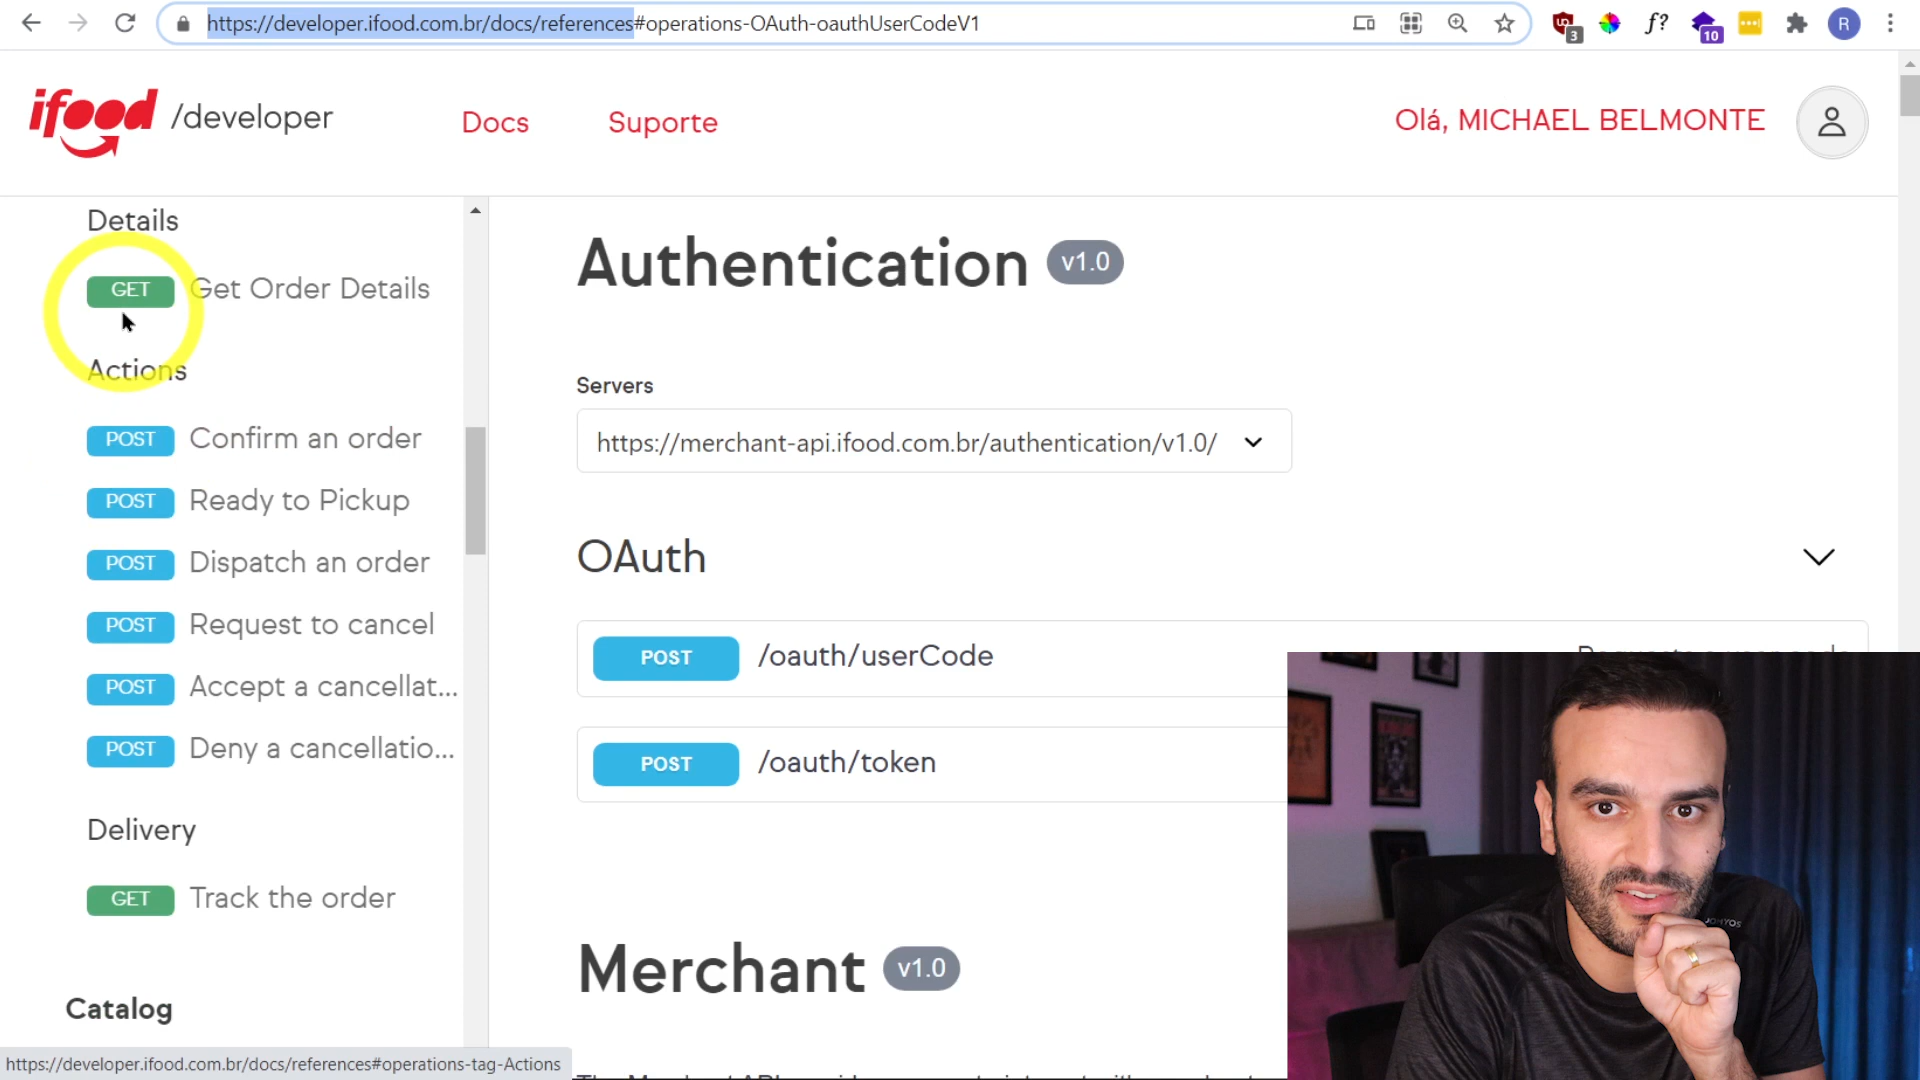 https://developer.ifood.com.br/docs/references#operations-OAuth-oauthUserCodeV1
f?
3
10
R
ifood /developer
Docs
Suporte
Olá, MICHAEL BELMONTE
Details
GET Get Order Details
Actions
POST Confirm an order
POST Ready to Pickup
POST Dispatch an order
POST Request to cancel
POST Accept a cancellat...
POST Deny a cancellatio...
Delivery
GET Track the order
Catalog
https://developer.ifood.com.br/docs/references#operations-tag-Actions
Authentication v1.0
Servers
https://merchant-api.ifood.com.br/authentication/v1.0/
OAuth
POST /oauth/userCode
POST /oauth/token
Merchant v1.0